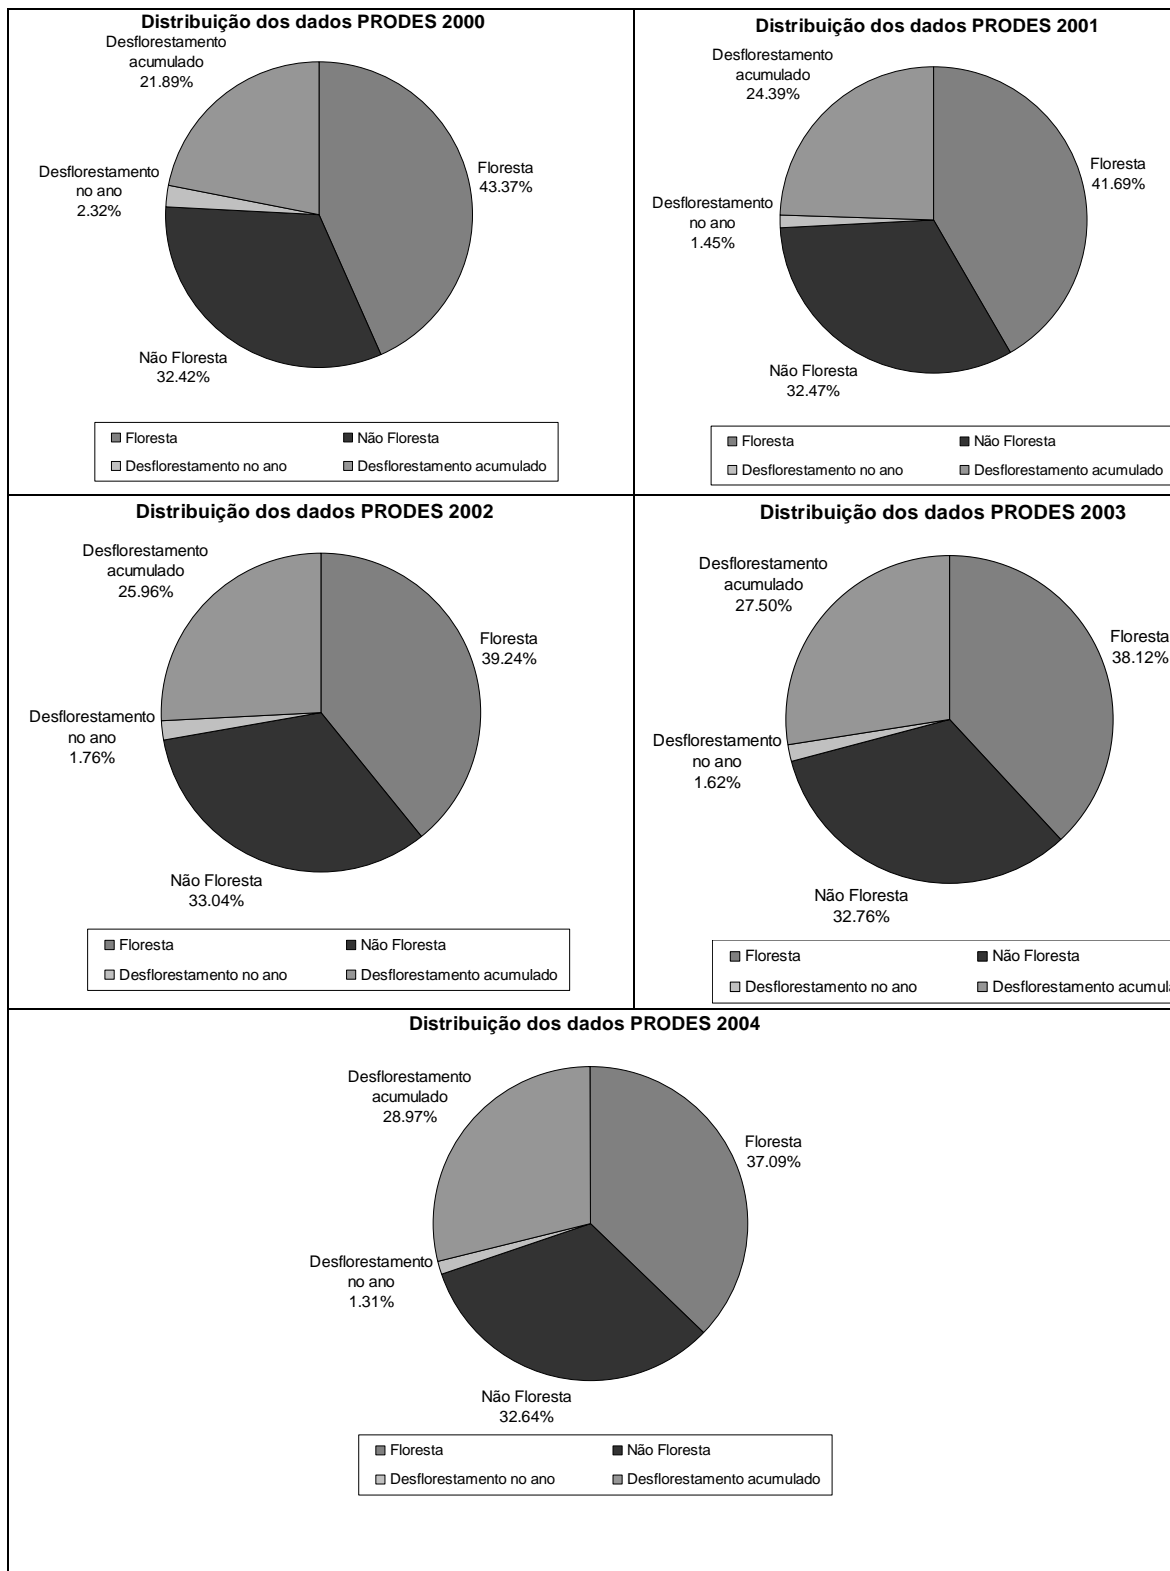 Distribuição dos dados PRODES 2000
Desflorestamento
acumulado
21.89%
Floresta
43.37%
Desflorestamento
no ano
2.32%
Não Floresta
32.42%
Floresta
Não Floresta
Desflorestamento no ano
Desflorestamento acumulado
Distribuição dos dados PRODES 2001
Desflorestamento
acumulado
24.39%
Floresta
41.69%
Desflorestamento
no ano
1.45%
Não Floresta
32.47%
Floresta
Não Floresta
Desflorestamento no ano
Desflorestamento acumulado
Distribuição dos dados PRODES 2002
Desflorestamento
acumulado
25.96%
Floresta
39.24%
Desflorestamento
no ano
1.76%
Não Floresta
33.04%
Floresta
Não Floresta
Desflorestamento no ano
Desflorestamento acumulado
Distribuição dos dados PRODES 2003
Desflorestamento
acumulado
27.50%
Floresta
38.12%
Desflorestamento
no ano
1.62%
Não Floresta
32.76%
Floresta
Não Floresta
Desflorestamento no ano
Desflorestamento acumula
Distribuição dos dados PRODES 2004
Desflorestamento
acumulado
28.97%
Floresta
37.09%
Desflorestamento
no ano
1.31%
Não Floresta
32.64%
Floresta
Não Floresta
Desflorestamento no ano
Desflorestamento acumulado